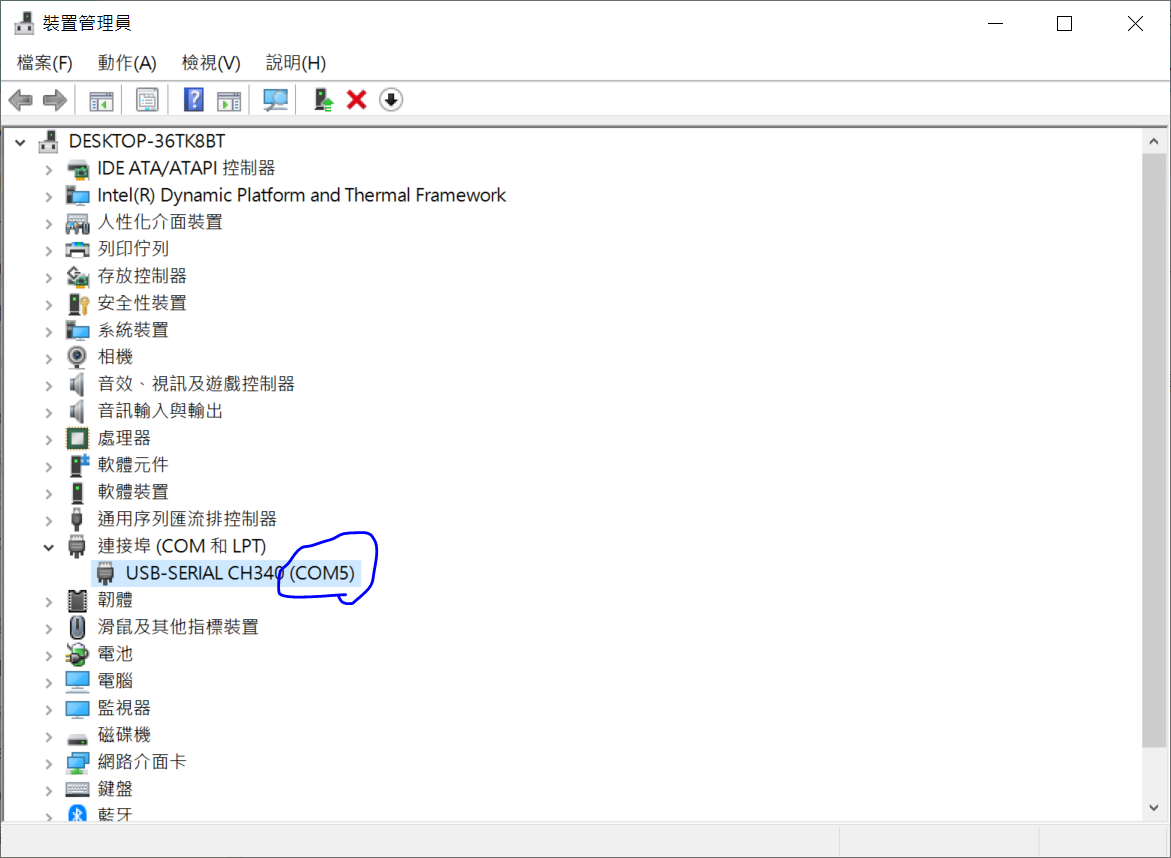 裝置管理員
檔案(F) 動作(A) 檢視(V) 說明(H)
DESKTOP-36TK8BT
IDE ATA/ATAPI 控制器
Intel(R) Dynamic Platform and Thermal Framework
人性化介面裝置
列印佇列
存放控制器
安全性裝置
系統裝置
相機
音效、視訊及遊戲控制器
音訊輸入與輸出
處理器
軟體元件
軟體裝置
通用序列匯流排控制器
連接埠 (COM 和 LPT)
USB-SERIAL CH340 (COM5)
韌體
滑鼠及其他指標裝置
電池
電腦
監視器
磁碟機
網路介面卡
鍵盤
藍牙